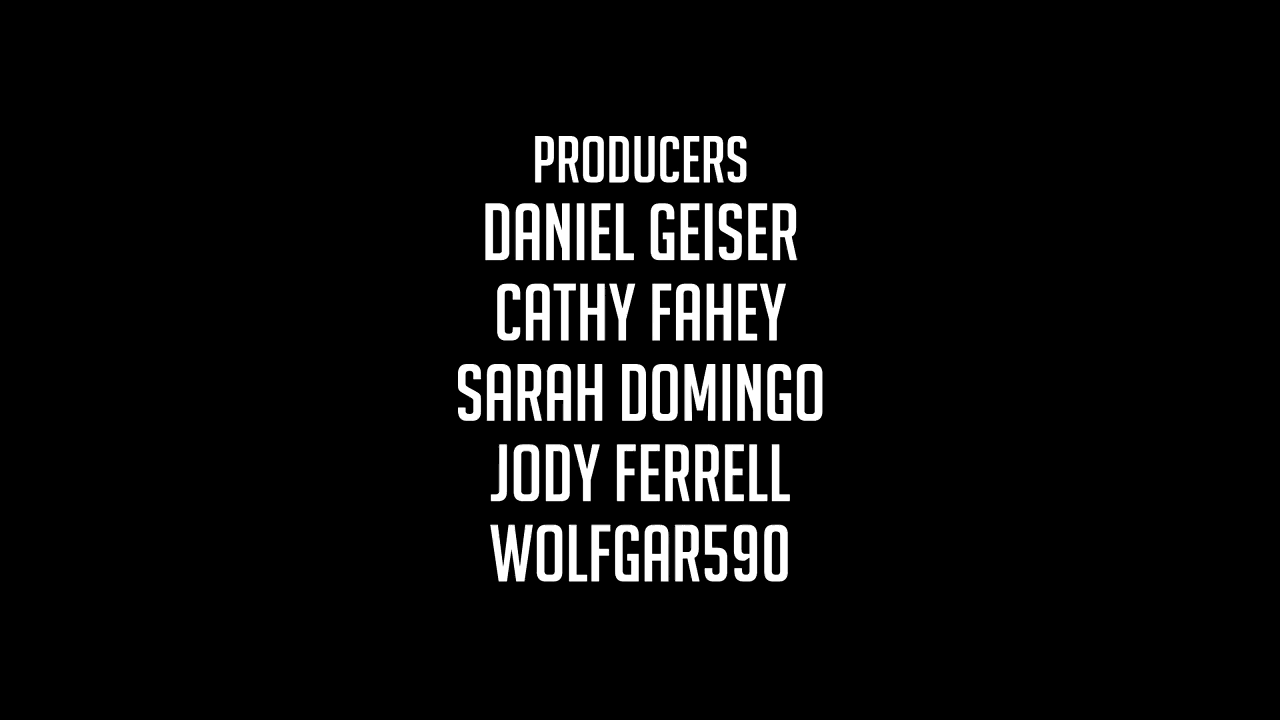 PRODUCERS
DANIEL GEISER
CATHY FAHEY
SARAH DOMINGO
JODY FERRELL
WOLFGAR590